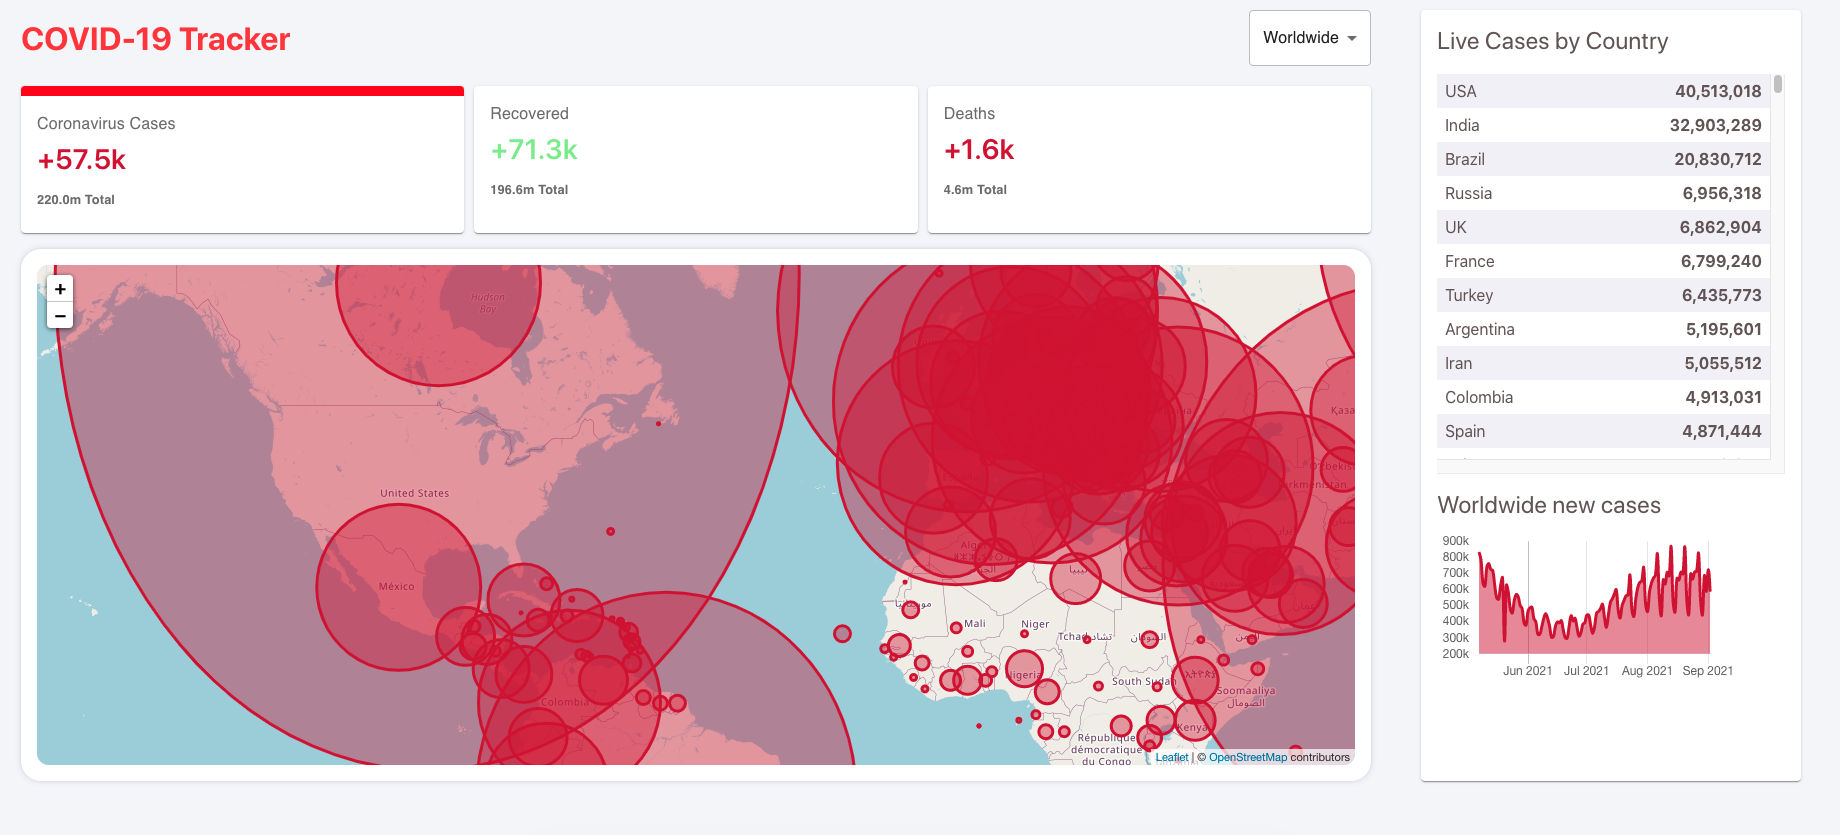 COVID-19 Tracker
Worldwide
Coronavirus Cases
+57.5k
220.0m Total
Recovered
+71.3k
196.6m Total
Deaths
+1.6k
4.6m Total
+
−
Hudson
Bay
United States
México
Colombia
Mali
Niger
Tchad تشاد
Nigeria
South Sudan
Soomaaliya
الصومال
Kenya
République
démocratique
du Congo
ليبيا
السودان
موريتانيا
Leaflet | © OpenStreetMap contributors
Live Cases by Country
USA 40,513,018
India 32,903,289
Brazil 20,830,712
Russia 6,956,318
UK 6,862,904
France 6,799,240
Turkey 6,435,773
Argentina 5,195,601
Iran 5,055,512
Colombia 4,913,031
Spain 4,871,444
Worldwide new cases
900k
800k
700k
600k
500k
400k
300k
200k
Jun 2021 Jul 2021 Aug 2021 Sep 2021